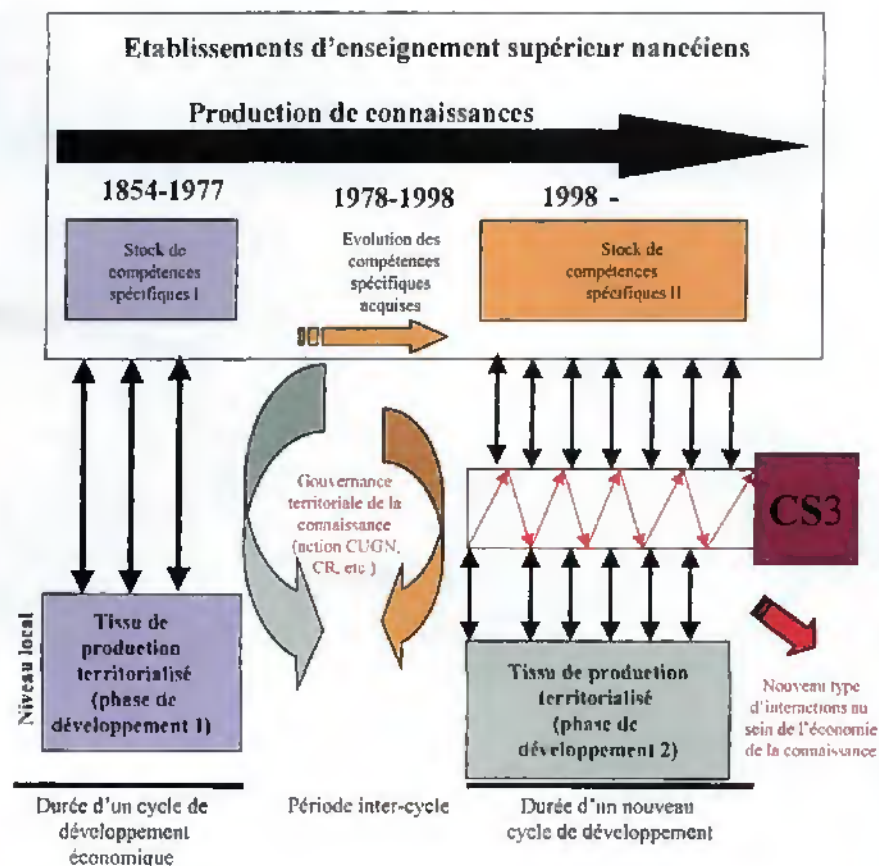 Etablissements d'enseignement supérieur nancéiens
Production de connaissances
1854-1977
1978-1998
1998 -
Stock de
compétences
spécifiques I
Evolution des
compétences
spécifiques
acquises
Stock de
compétences
spécifiques II
Gouvernance
territoriale de la
connaissance
(action CUGN,
CR, etc )
CS3
Niveau local
Tissu de
production
territorialisé
(phase de
développement 1)
Tissu de production
territorialisé
(phase de
développement 2)
Nouveau type
d'interactions au
sein de l'économie
de la connaissance
Durée d'un cycle de
développement
économique
Période inter-cycle
Durée d'un nouveau
cycle de développement